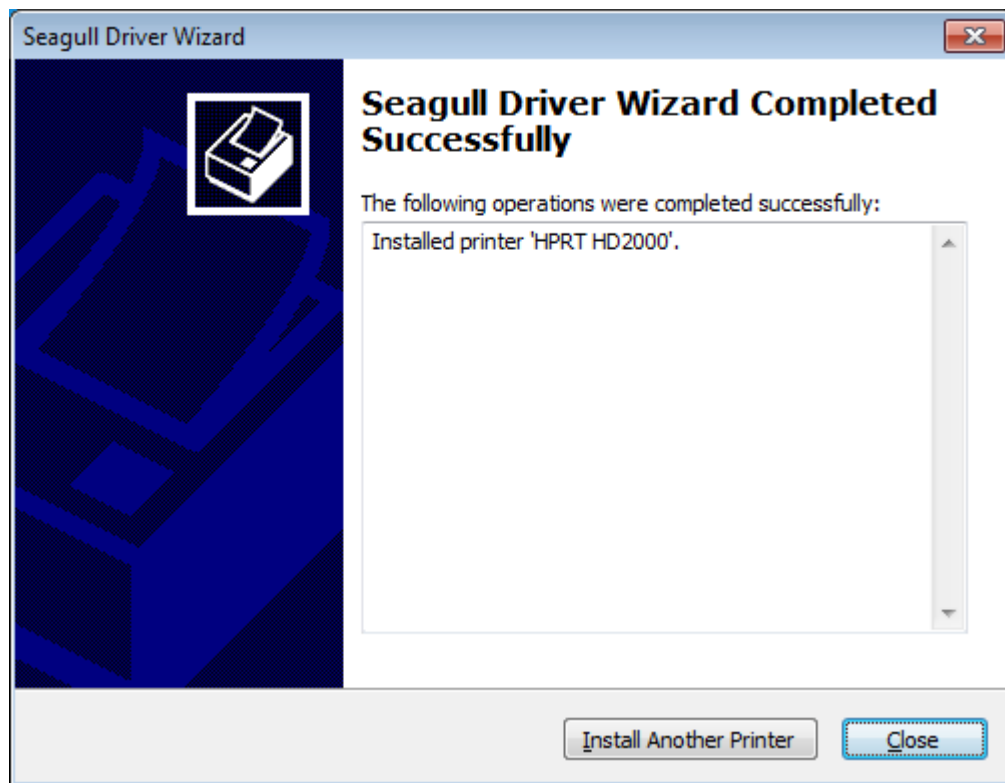 Seagull Driver Wizard
Seagull Driver Wizard Completed
Successfully
The following operations were completed successfully:
Installed printer 'HPRT HD2000'.
Install Another Printer
Close